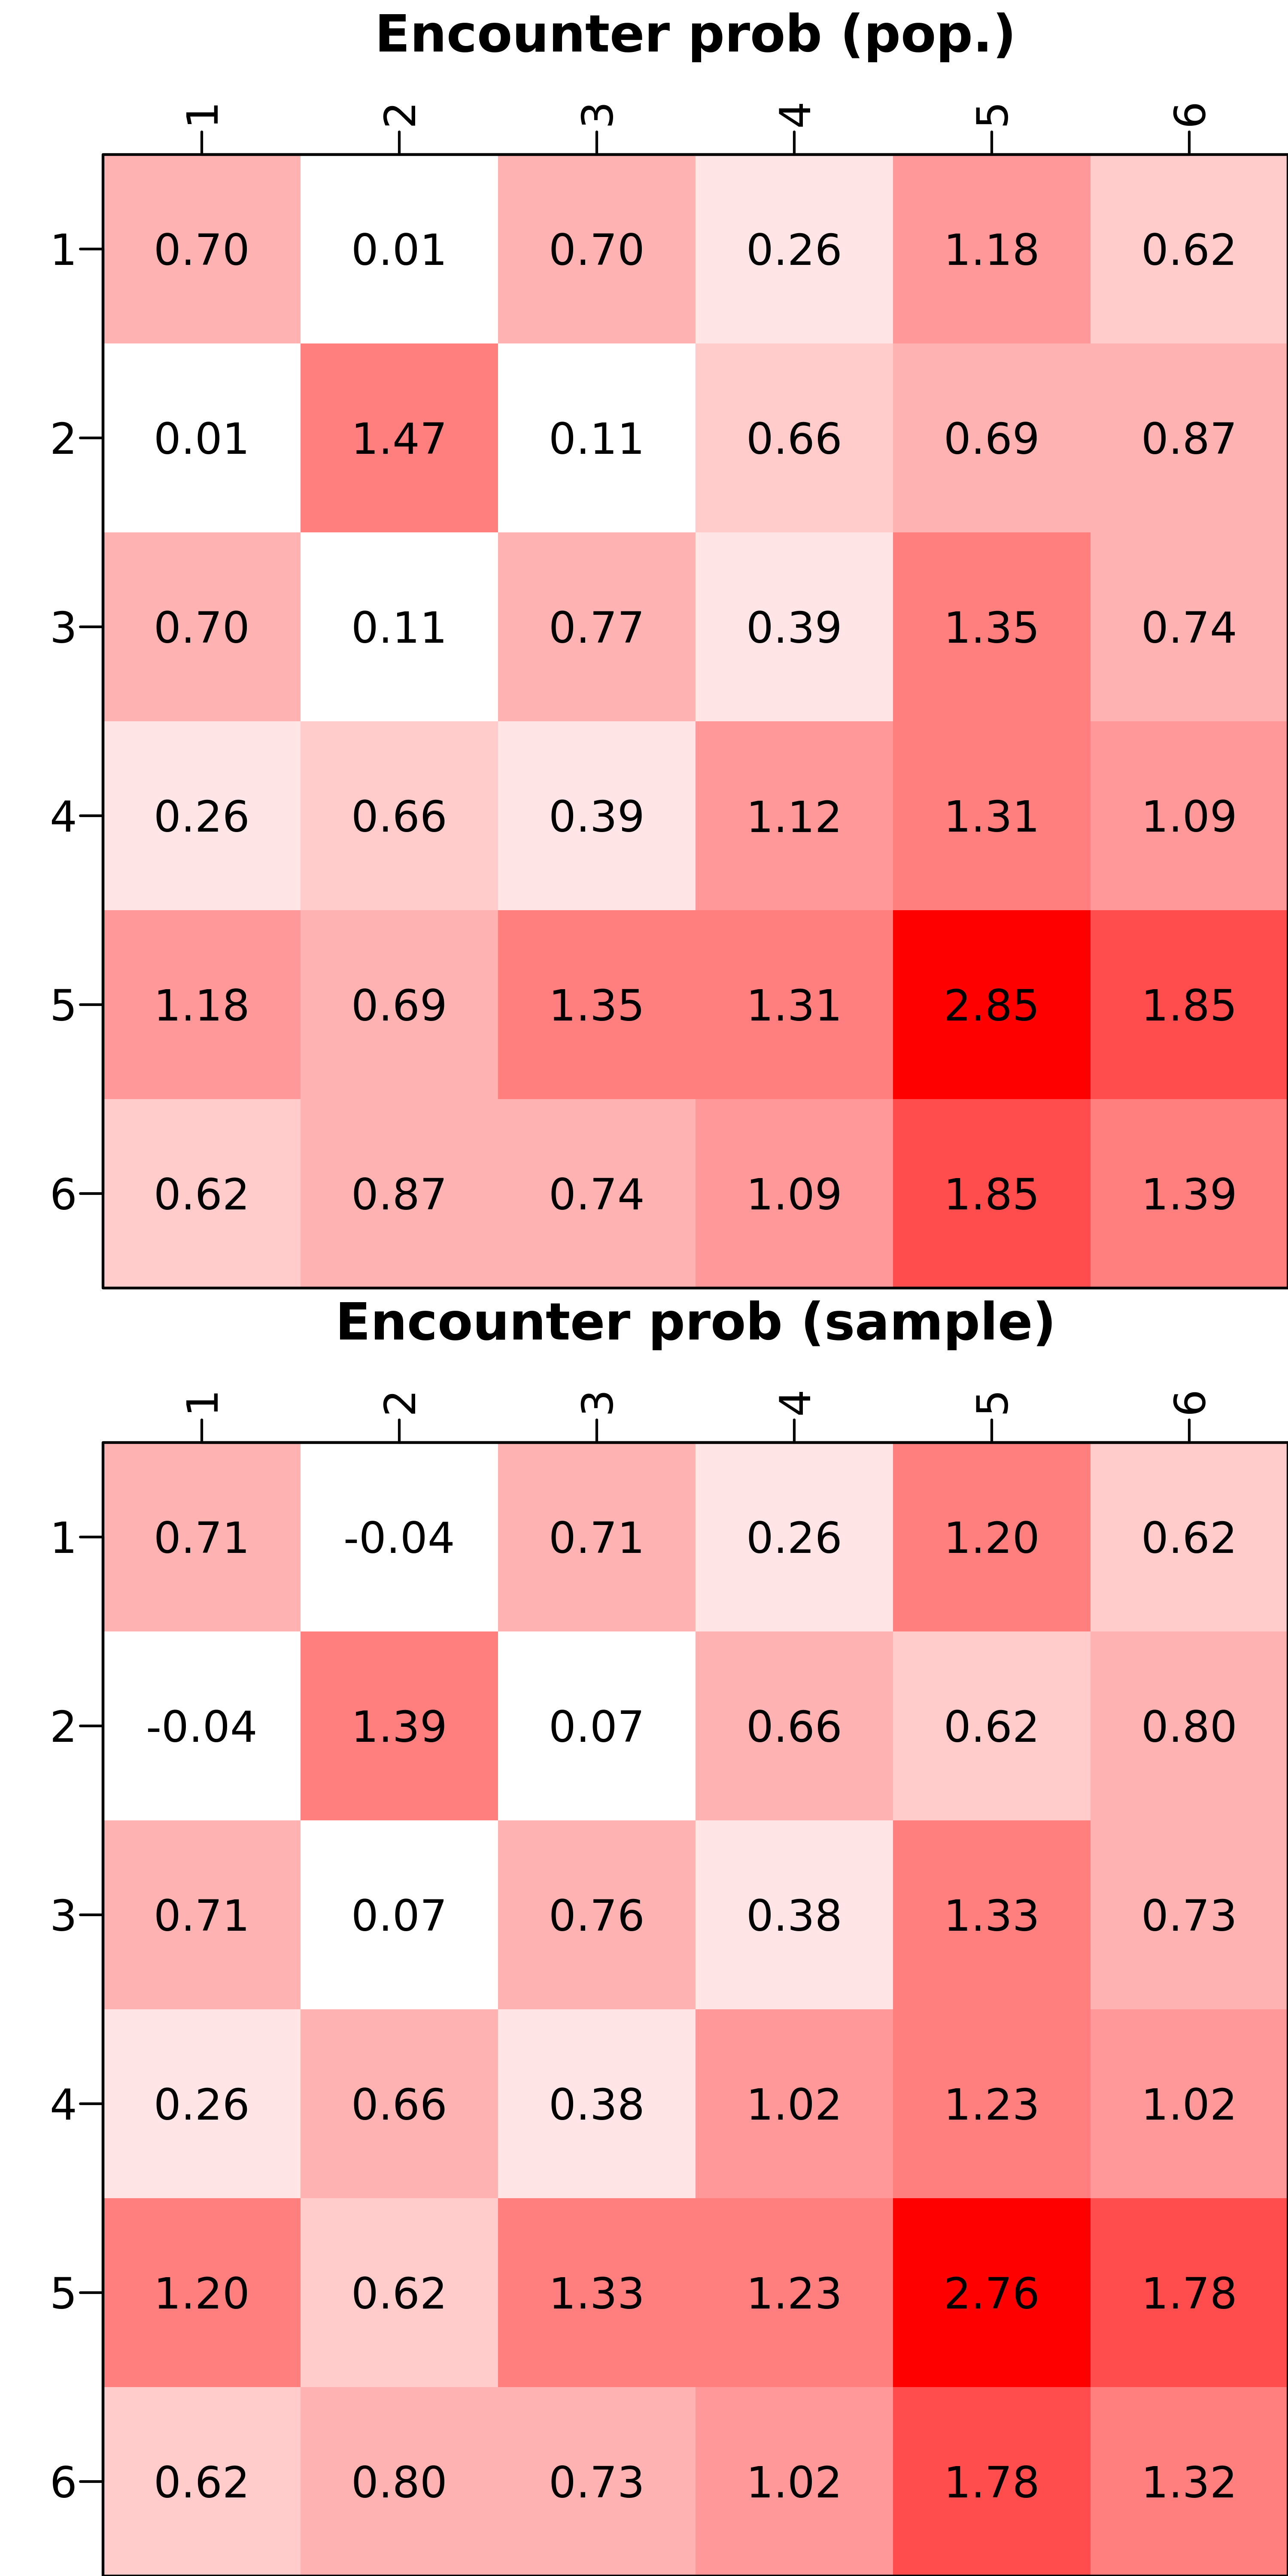 Encounter prob (pop.)
1 2 3 4 5 6
1 0.70 0.01 0.70 0.26 1.18 0.62
2 0.01 1.47 0.11 0.66 0.69 0.87
3 0.70 0.11 0.77 0.39 1.35 0.74
4 0.26 0.66 0.39 1.12 1.31 1.09
5 1.18 0.69 1.35 1.31 2.85 1.85
6 0.62 0.87 0.74 1.09 1.85 1.39
Encounter prob (sample)
1 2 3 4 5 6
1 0.71 -0.04 0.71 0.26 1.20 0.62
2 -0.04 1.39 0.07 0.66 0.62 0.80
3 0.71 0.07 0.76 0.38 1.33 0.73
4 0.26 0.66 0.38 1.02 1.23 1.02
5 1.20 0.62 1.33 1.23 2.76 1.78
6 0.62 0.80 0.73 1.02 1.78 1.32